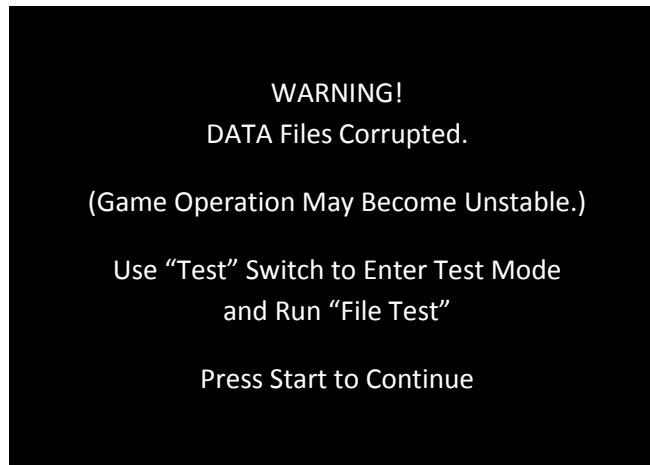 WARNING!
DATA Files Corrupted.
(Game Operation May Become Unstable.)
Use “Test” Switch to Enter Test Mode
and Run “File Test”
Press Start to Continue